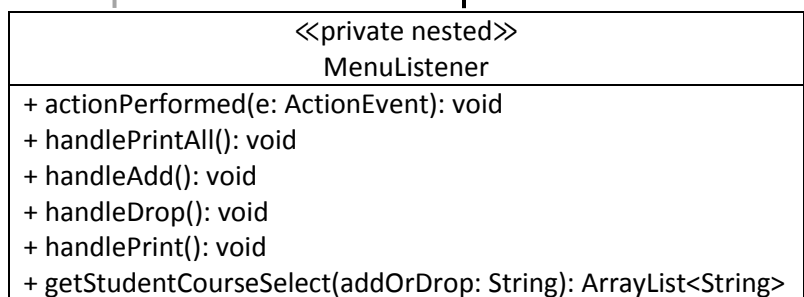 ≪private nested≫
MenuListener
+ actionPerformed(e: ActionEvent): void
+ handlePrintAll(): void
+ handleAdd(): void
+ handleDrop(): void
+ handlePrint(): void
+ getStudentCourseSelect(addOrDrop: String): ArrayList<String>